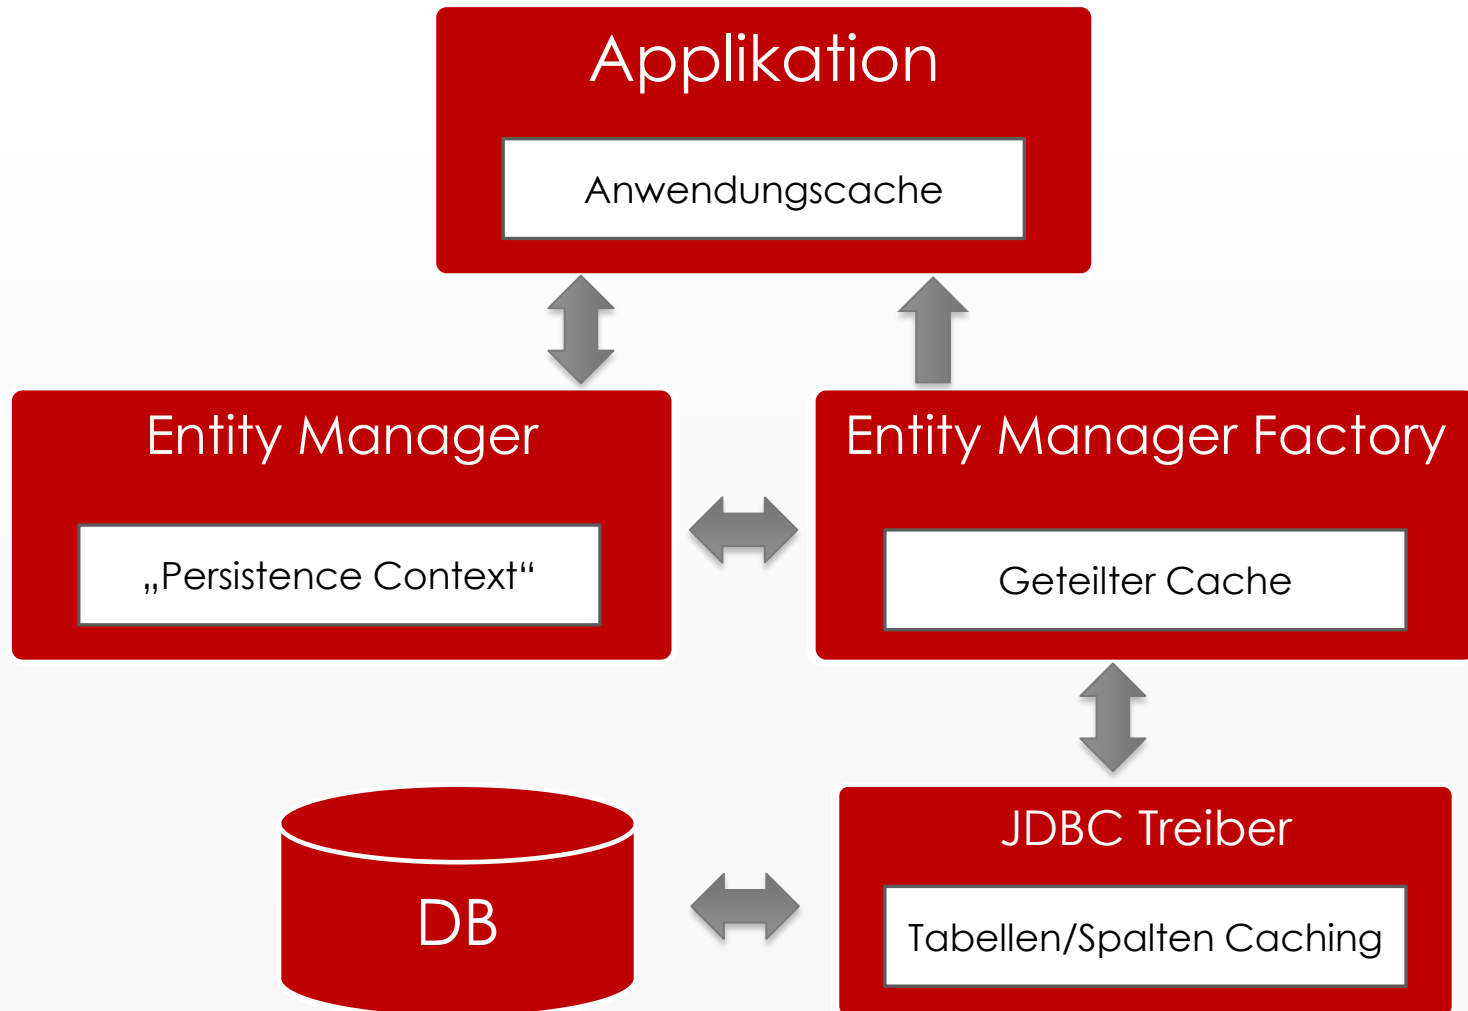 Applikation
Anwendungscache
Entity Manager
„Persistence Context“
Entity Manager Factory
Geteilter Cache
JDBC Treiber
Tabellen/Spalten Caching
DB